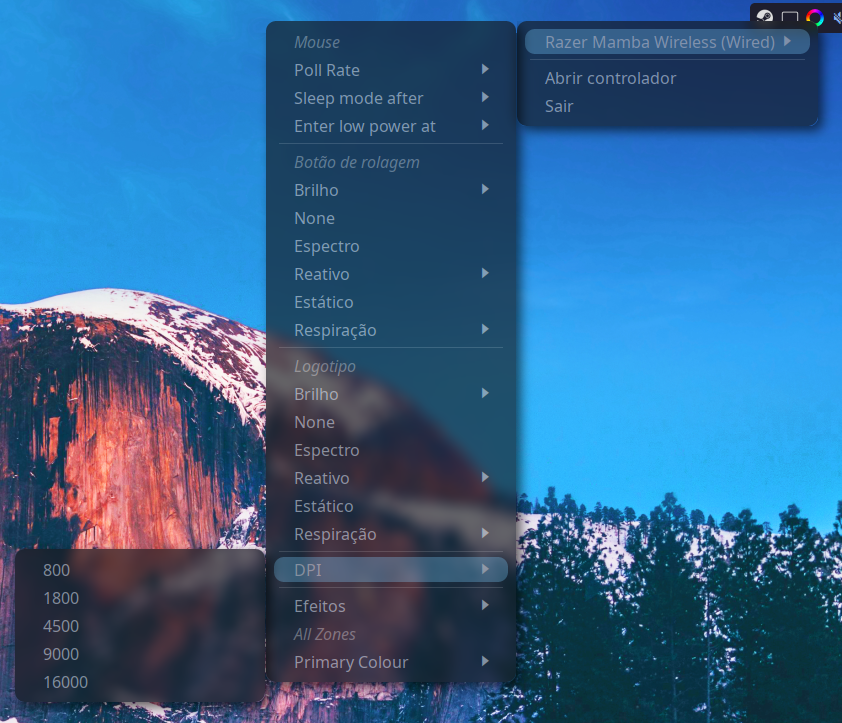 Mouse
Poll Rate
Sleep mode after
Enter low power at
Botão de rolagem
Brilho
None
Espectro
Reativo
Estático
Respiração
Logotipo
Brilho
None
Espectro
Reativo
Estático
Respiração
DPI
Efeitos
All Zones
Primary Colour
Razer Mamba Wireless (Wired)
Abrir controlador
Sair
800
1800
4500
9000
16000